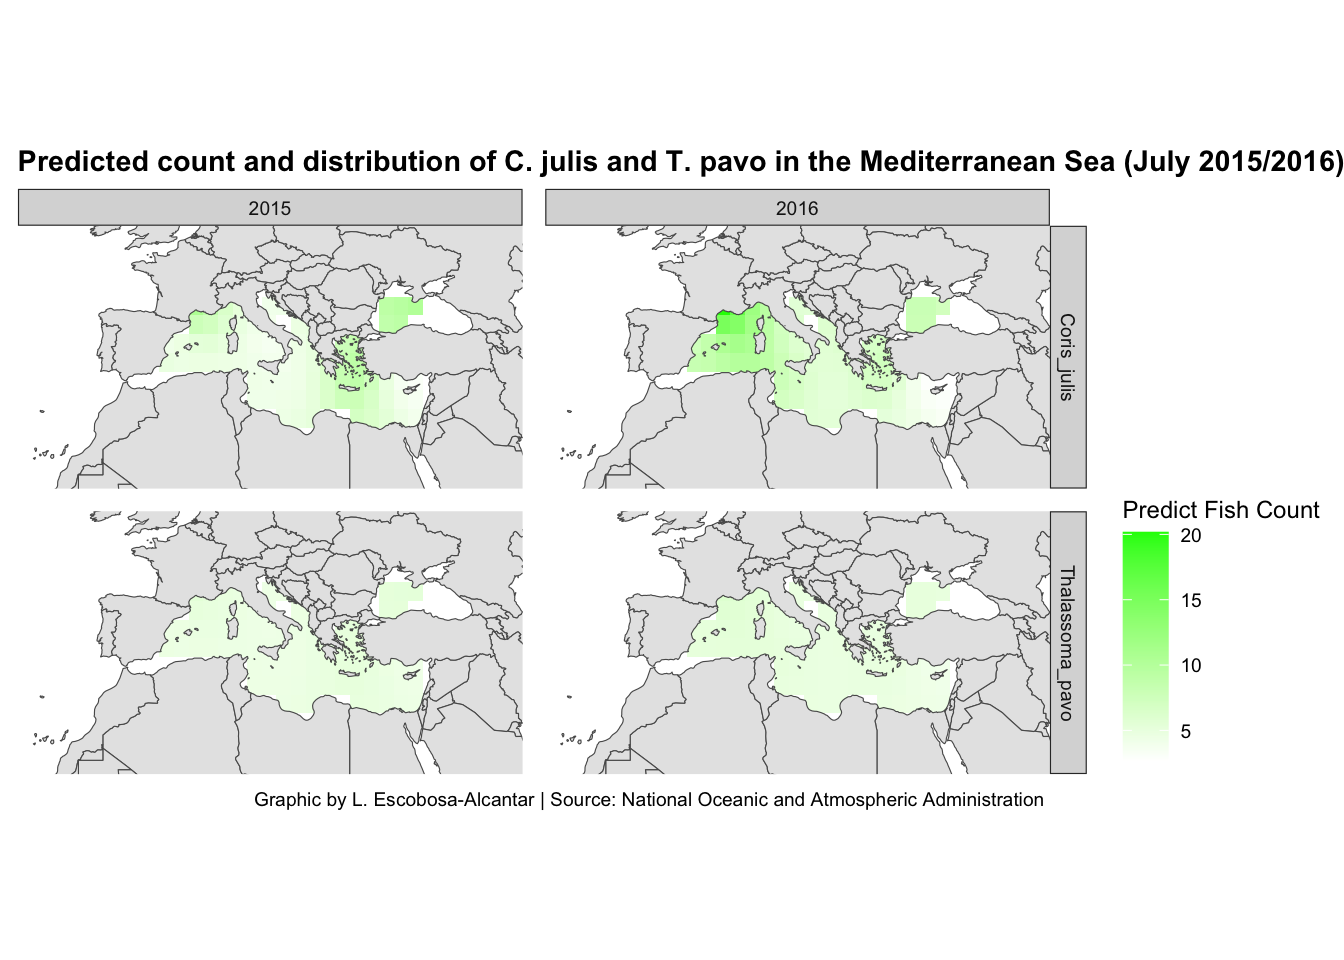 Predicted count and distribution of C. julis and T. pavo in the Mediterranean Sea (July 2015/2016)
2015
2016
Coris_julis
Thalassoma_pavo
Predict Fish Count
20
15
10
5
Graphic by L. Escobosa-Alcantar | Source: National Oceanic and Atmospheric Administration